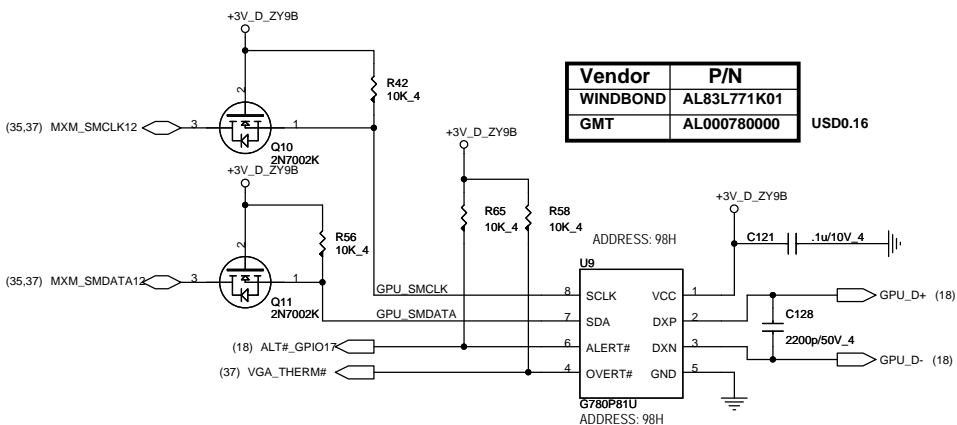 +3V_D_ZY9B
2
R42
10K_4
(35,37) MXM_SMCLK12
3
1
Q10
2N7002K
Vendor P/N
WINDBOND AL83L771K01
GMT AL000780000 USD0.16
+3V_D_ZY9B
+3V_D_ZY9B
2
R56
10K_4
(35,37) MXM_SMDATA12
3
1
Q11
2N7002K
R65
10K_4
R58
10K_4
+3V_D_ZY9B
C121 .1u/10V_4
ADDRESS: 98H
U9
GPU_SMCLK 8 SCLK VCC 1
GPU_SMDATA 7 SDA DXP 2
(18) ALT#_GPIO17 6 ALERT# DXN 3
(37) VGA_THERM# 4 OVERT# GND 5
GPU_D+ (18)
C128
2200p/50V_4
GPU_D- (18)
G780P81U
ADDRESS: 98H